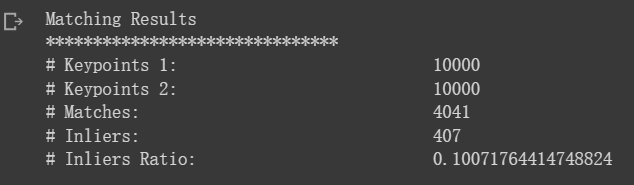 Matching Results
*******************************
# Keypoints 1: 10000
# Keypoints 2: 10000
# Matches: 4041
# Inliers: 407
# Inliers Ratio: 0.10071764414748824